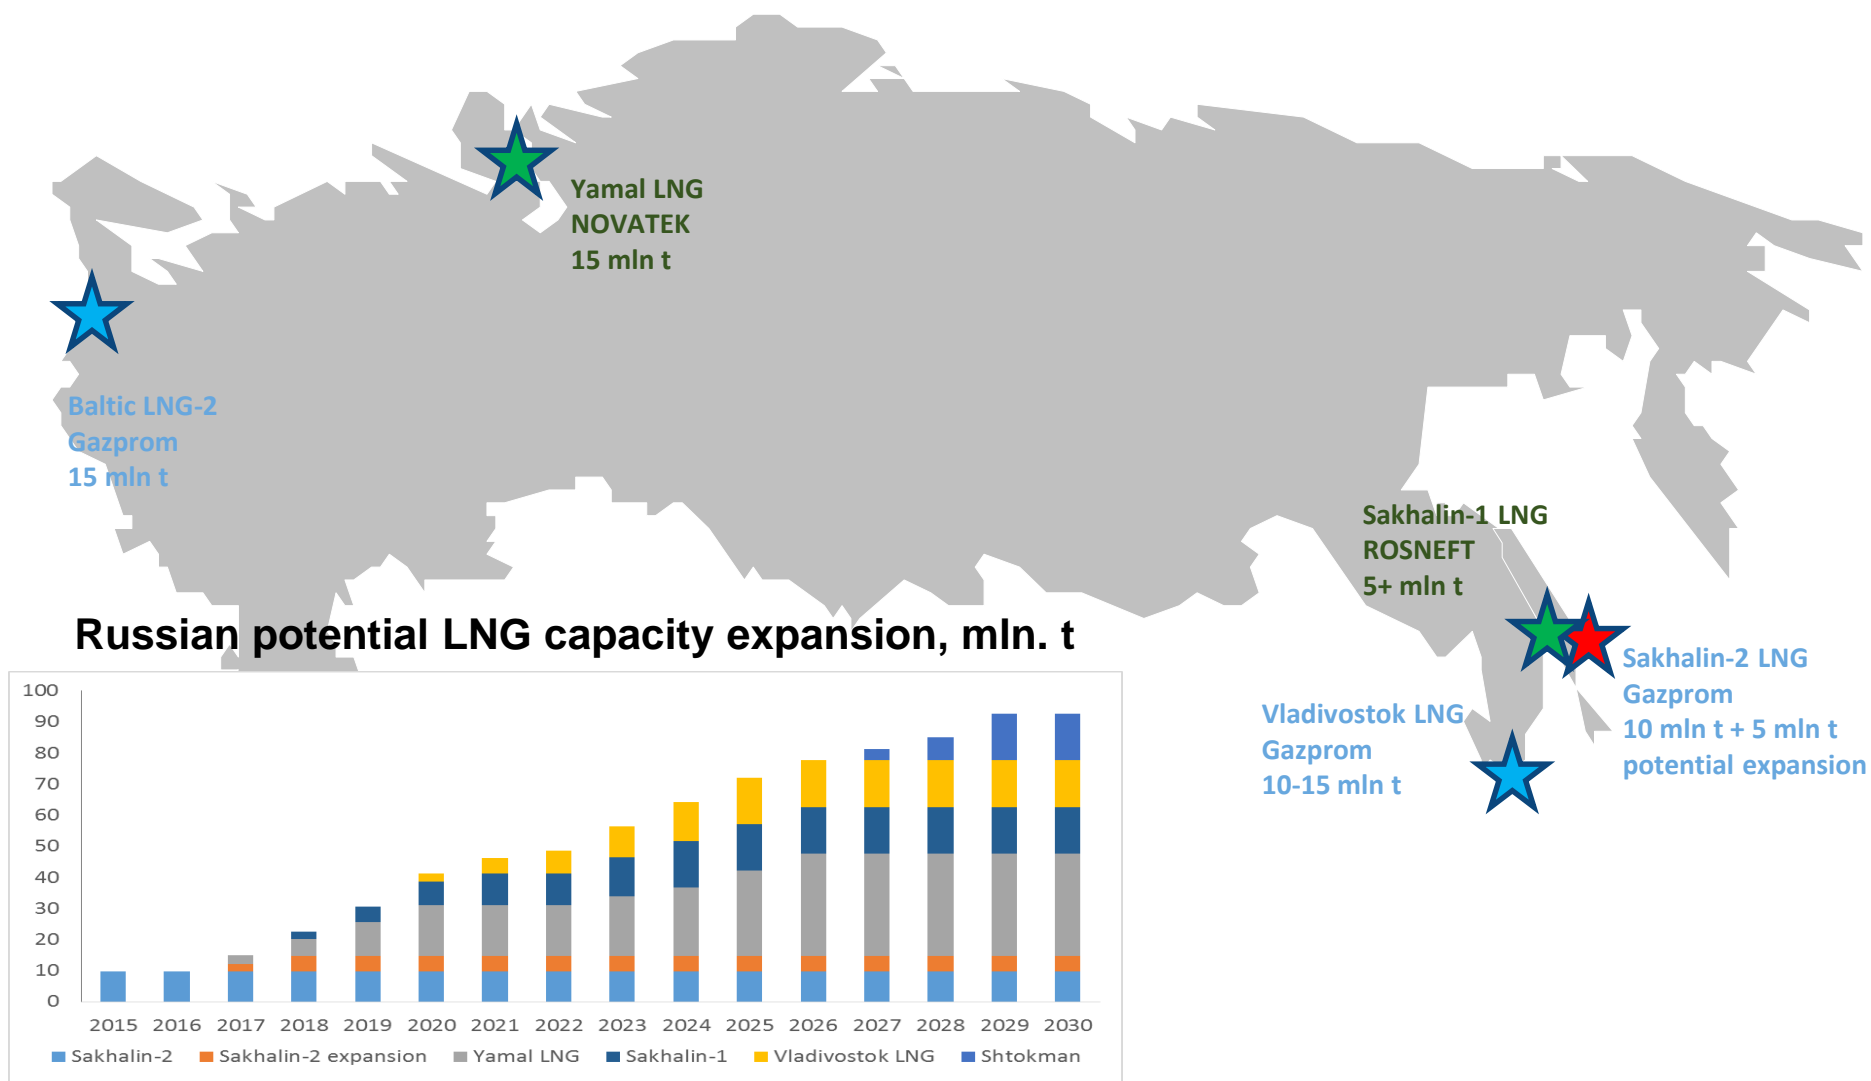 Yamal LNG
NOVATEK
15 mln t
Baltic LNG-2
Gazprom
15 mln t
Sakhalin-1 LNG
ROSNEFT
5+ mln t
Sakhalin-2 LNG
Gazprom
10 mln t + 5 mln t
potential expansion
Vladivostok LNG
Gazprom
10-15 mln t
Russian potential LNG capacity expansion, mln. t
100
90
80
70
60
50
40
30
20
10
0
2015 2016 2017 2018 2019 2020 2021 2022 2023 2024 2025 2026 2027 2028 2029 2030
Sakhalin-2 Sakhalin-2 expansion Yamal LNG Sakhalin-1 Vladivostok LNG Shtokman